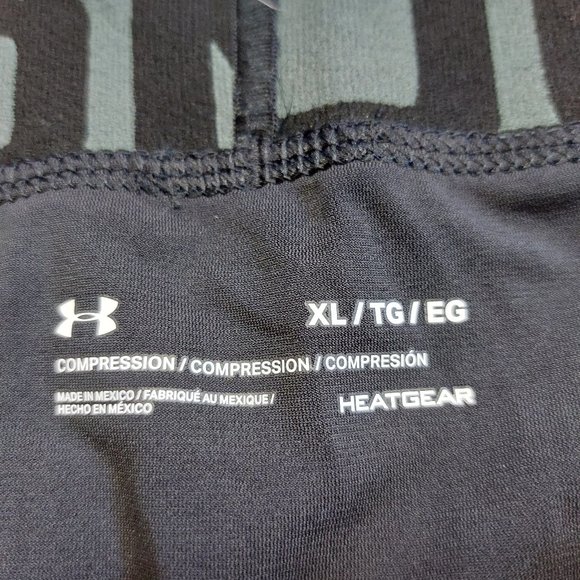 XL / TG / EG
COMPRESSION / COMPRESSION / COMPRESIÓN
MADE IN MEXICO / FABRIQUÉ AU MEXIQUE /
HECHO EN MÉXICO
HEATGEAR